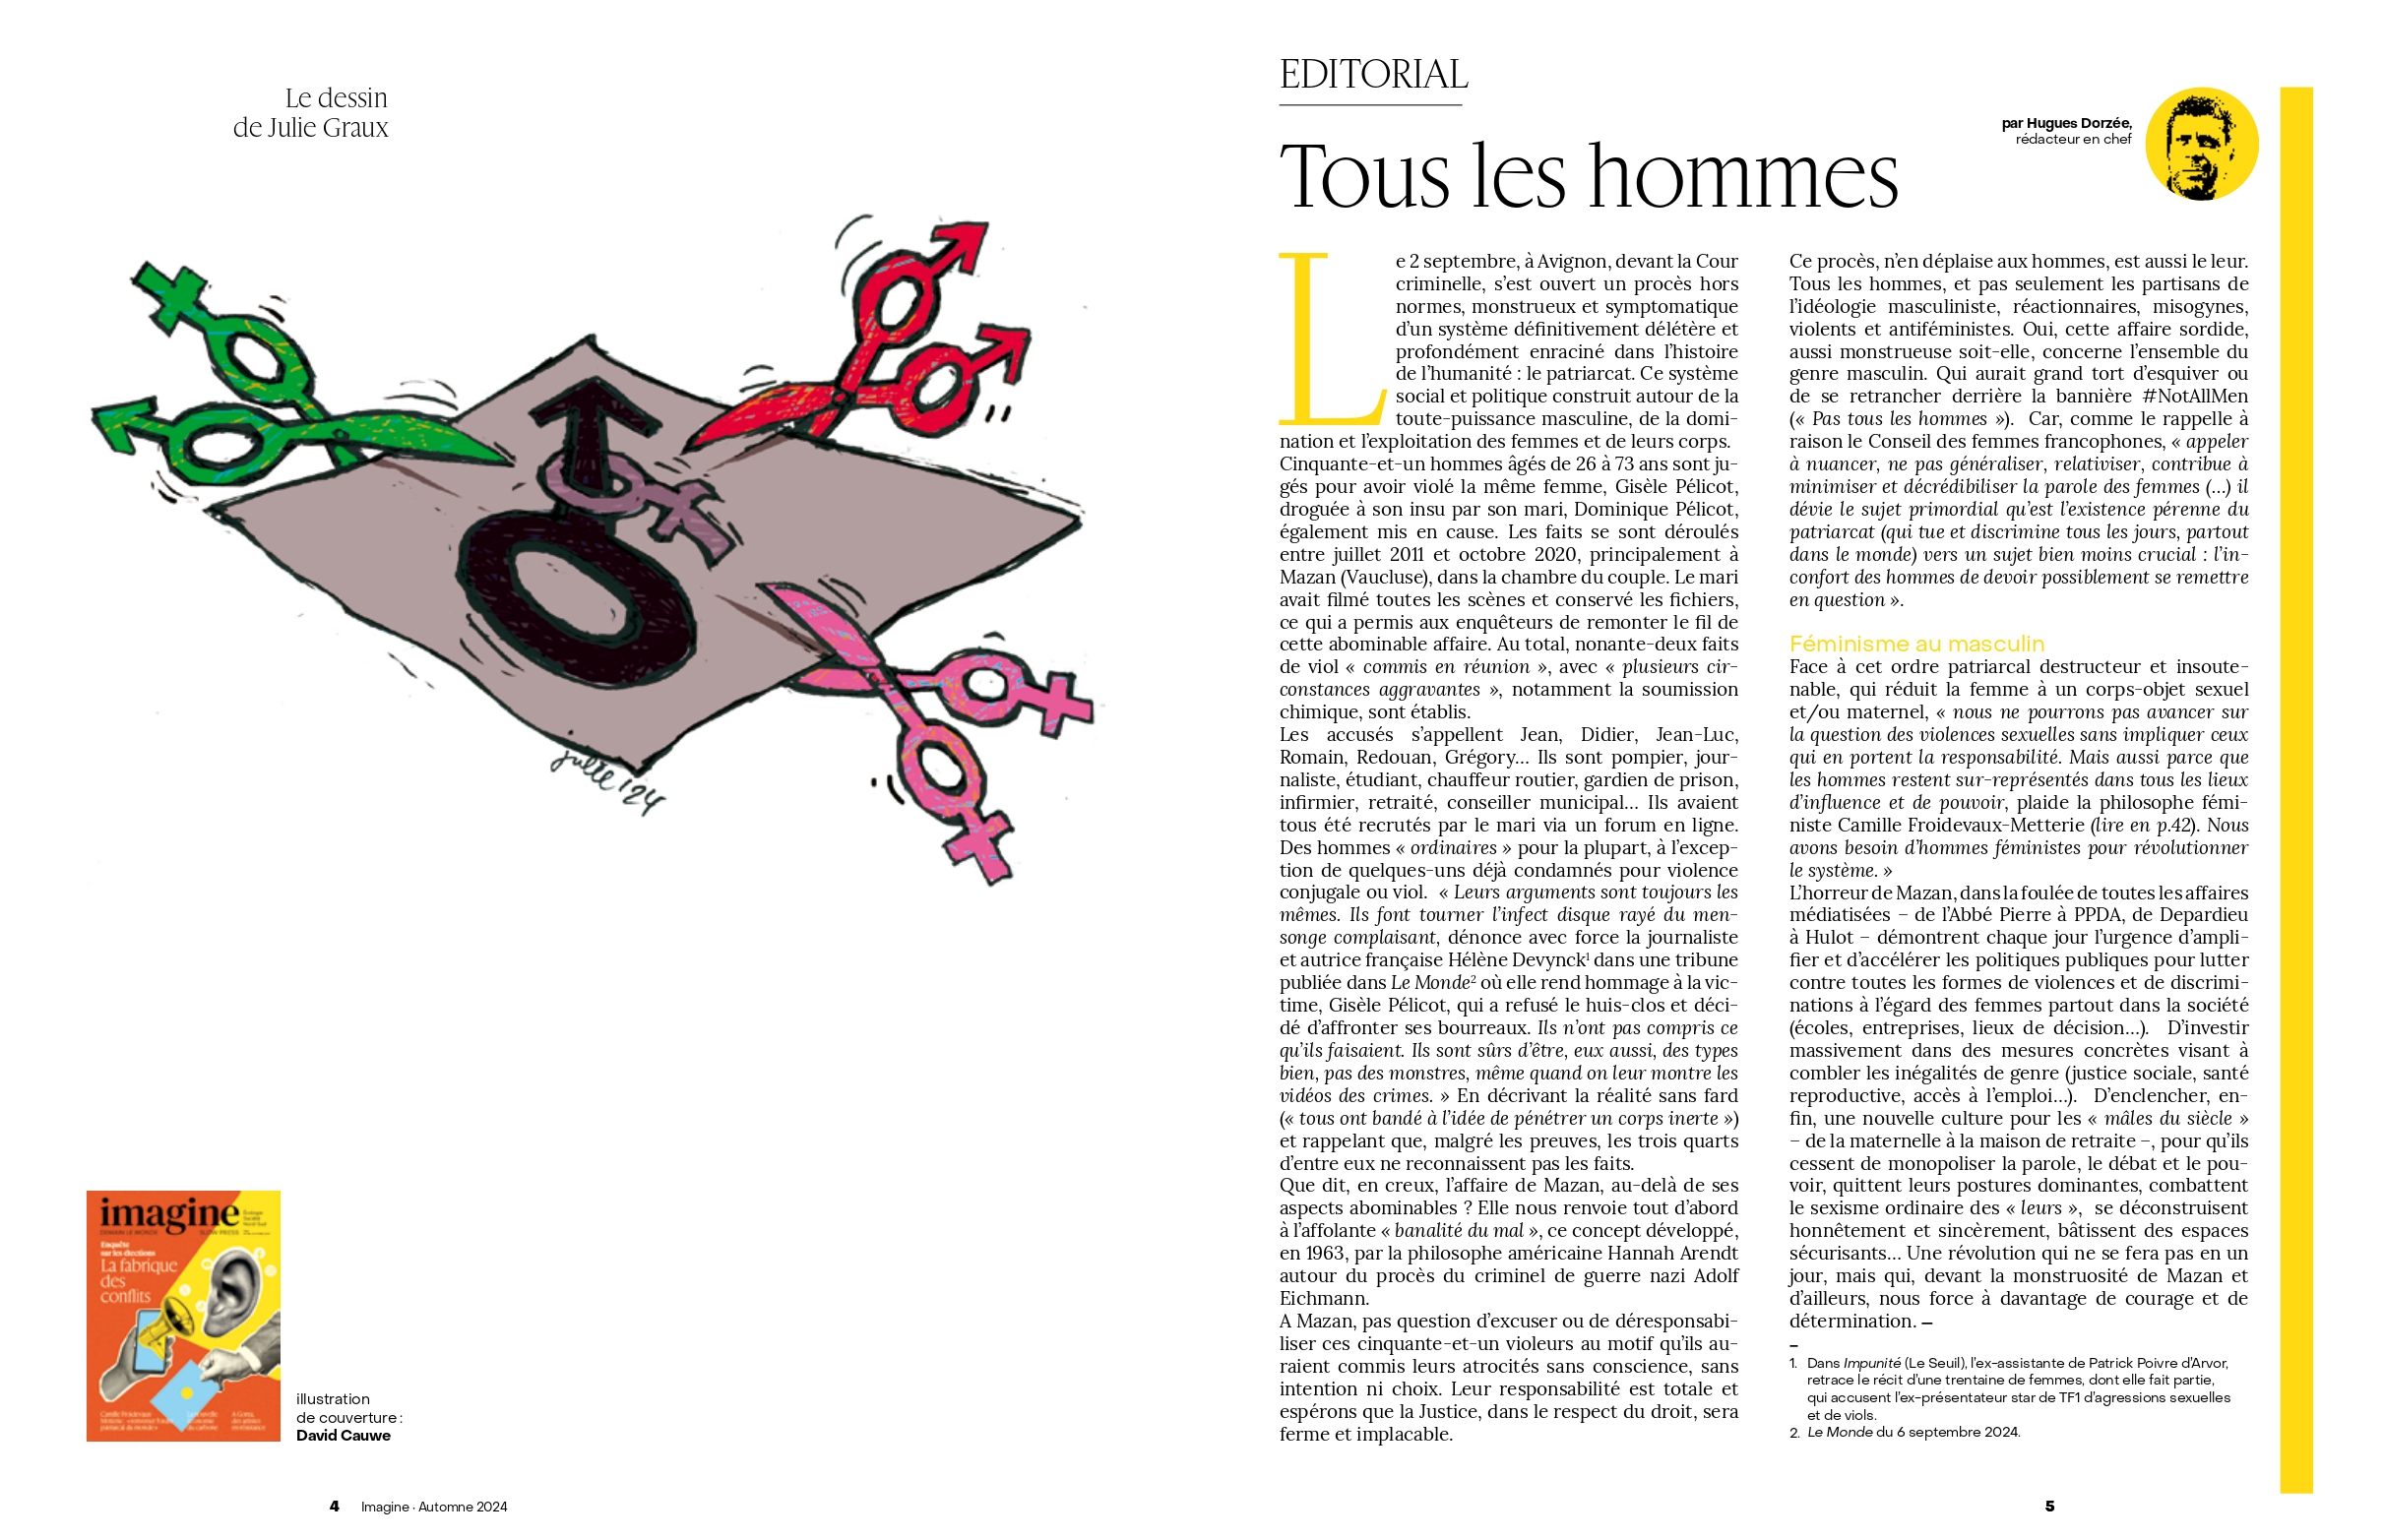 Le dessin
de Julie Graux
julie '24
imagine
DEMAIN LE MONDE
Enquête
sur les élections
La fabrique
des
conflits
illustration
de couverture :
David Cauwe
4 Imagine · Automne 2024
EDITORIAL
Tous les hommes
par Hugues Dorzée,
rédacteur en chef
Le 2 septembre, à Avignon, devant la Cour
criminelle, s’est ouvert un procès hors
normes, monstrueux et symptomatique
d’un système définitivement délétère et
profondément enraciné dans l’histoire
de l’humanité : le patriarcat. Ce système
social et politique construit autour de la
toute-puissance masculine, de la domi-
nation et l’exploitation des femmes et de leurs corps.
Cinquante-et-un hommes âgés de 26 à 73 ans sont ju-
gés pour avoir violé la même femme, Gisèle Pélicot,
droguée à son insu par son mari, Dominique Pélicot,
également mis en cause. Les faits se sont déroulés
entre juillet 2011 et octobre 2020, principalement à
Mazan (Vaucluse), dans la chambre du couple. Le mari
avait filmé toutes les scènes et conservé les fichiers,
ce qui a permis aux enquêteurs de remonter le fil de
cette abominable affaire. Au total, nonante-deux faits
de viol « commis en réunion », avec « plusieurs cir-
constances aggravantes », notamment la soumission
chimique, sont établis.
Les accusés s’appellent Jean, Didier, Jean-Luc,
Romain, Redouan, Grégory… Ils sont pompier, jour-
naliste, étudiant, chauffeur routier, gardien de prison,
infirmier, retraité, conseiller municipal… Ils avaient
tous été recrutés par le mari via un forum en ligne.
Des hommes « ordinaires » pour la plupart, à l’excep-
tion de quelques-uns déjà condamnés pour violence
conjugale ou viol. « Leurs arguments sont toujours les
mêmes. Ils font tourner l’infect disque rayé du men-
songe complaisant, dénonce avec force la journaliste
et autrice française Hélène Devynck¹ dans une tribune
publiée dans Le Monde² où elle rend hommage à la vic-
time, Gisèle Pélicot, qui a refusé le huis-clos et déci-
dé d’affronter ses bourreaux. Ils n’ont pas compris ce
qu’ils faisaient. Ils sont sûrs d’être, eux aussi, des types
bien, pas des monstres, même quand on leur montre les
vidéos des crimes. » En décrivant la réalité sans fard
(« tous ont bandé à l’idée de pénétrer un corps inerte »)
et rappelant que, malgré les preuves, les trois quarts
d’entre eux ne reconnaissent pas les faits.
Que dit, en creux, l’affaire de Mazan, au-delà de ses
aspects abominables ? Elle nous renvoie tout d’abord
à l’affolante « banalité du mal », ce concept développé,
en 1963, par la philosophe américaine Hannah Arendt
autour du procès du criminel de guerre nazi Adolf
Eichmann.
A Mazan, pas question d’excuser ou de déresponsabi-
liser ces cinquante-et-un violeurs au motif qu’ils au-
raient commis leurs atrocités sans conscience, sans
intention ni choix. Leur responsabilité est totale et
espérons que la Justice, dans le respect du droit, sera
ferme et implacable.
Ce procès, n’en déplaise aux hommes, est aussi le leur.
Tous les hommes, et pas seulement les partisans de
l’idéologie masculiniste, réactionnaires, misogynes,
violents et antiféministes. Oui, cette affaire sordide,
aussi monstrueuse soit-elle, concerne l’ensemble du
genre masculin. Qui aurait grand tort d’esquiver ou
de se retrancher derrière la bannière #NotAllMen
(« Pas tous les hommes »). Car, comme le rappelle à
raison le Conseil des femmes francophones, « appeler
à nuancer, ne pas généraliser, relativiser, contribue à
minimiser et décrédibiliser la parole des femmes (…) il
dévie le sujet primordial qu’est l’existence pérenne du
patriarcat (qui tue et discrimine tous les jours, partout
dans le monde) vers un sujet bien moins crucial : l’in-
confort des hommes de devoir possiblement se remettre
en question ».
Féminisme au masculin
Face à cet ordre patriarcal destructeur et insoute-
nable, qui réduit la femme à un corps-objet sexuel
et/ou maternel, « nous ne pourrons pas avancer sur
la question des violences sexuelles sans impliquer ceux
qui en portent la responsabilité. Mais aussi parce que
les hommes restent sur-représentés dans tous les lieux
d’influence et de pouvoir, plaide la philosophe fémi-
niste Camille Froidevaux-Metterie (lire en p.42). Nous
avons besoin d’hommes féministes pour révolutionner
le système. »
L’horreur de Mazan, dans la foulée de toutes les affaires
médiatisées – de l’Abbé Pierre à PPDA, de Depardieu
à Hulot – démontrent chaque jour l’urgence d’ampli-
fier et d’accélérer les politiques publiques pour lutter
contre toutes les formes de violences et de discrimi-
nations à l’égard des femmes partout dans la société
(écoles, entreprises, lieux de décision…). D’investir
massivement dans des mesures concrètes visant à
combler les inégalités de genre (justice sociale, santé
reproductive, accès à l’emploi…). D’enclencher, en-
fin, une nouvelle culture pour les « mâles du siècle »
– de la maternelle à la maison de retraite –, pour qu’ils
cessent de monopoliser la parole, le débat et le pou-
voir, quittent leurs postures dominantes, combattent
le sexisme ordinaire des « leurs », se déconstruisent
honnêtement et sincèrement, bâtissent des espaces
sécurisants… Une révolution qui ne se fera pas en un
jour, mais qui, devant la monstruosité de Mazan et
d’ailleurs, nous force à davantage de courage et de
détermination. –
–
1. Dans Impunité (Le Seuil), l’ex-assistante de Patrick Poivre d’Arvor,
retrace le récit d’une trentaine de femmes, dont elle fait partie,
qui accusent l’ex-présentateur star de TF1 d’agressions sexuelles
et de viols.
2. Le Monde du 6 septembre 2024.
5